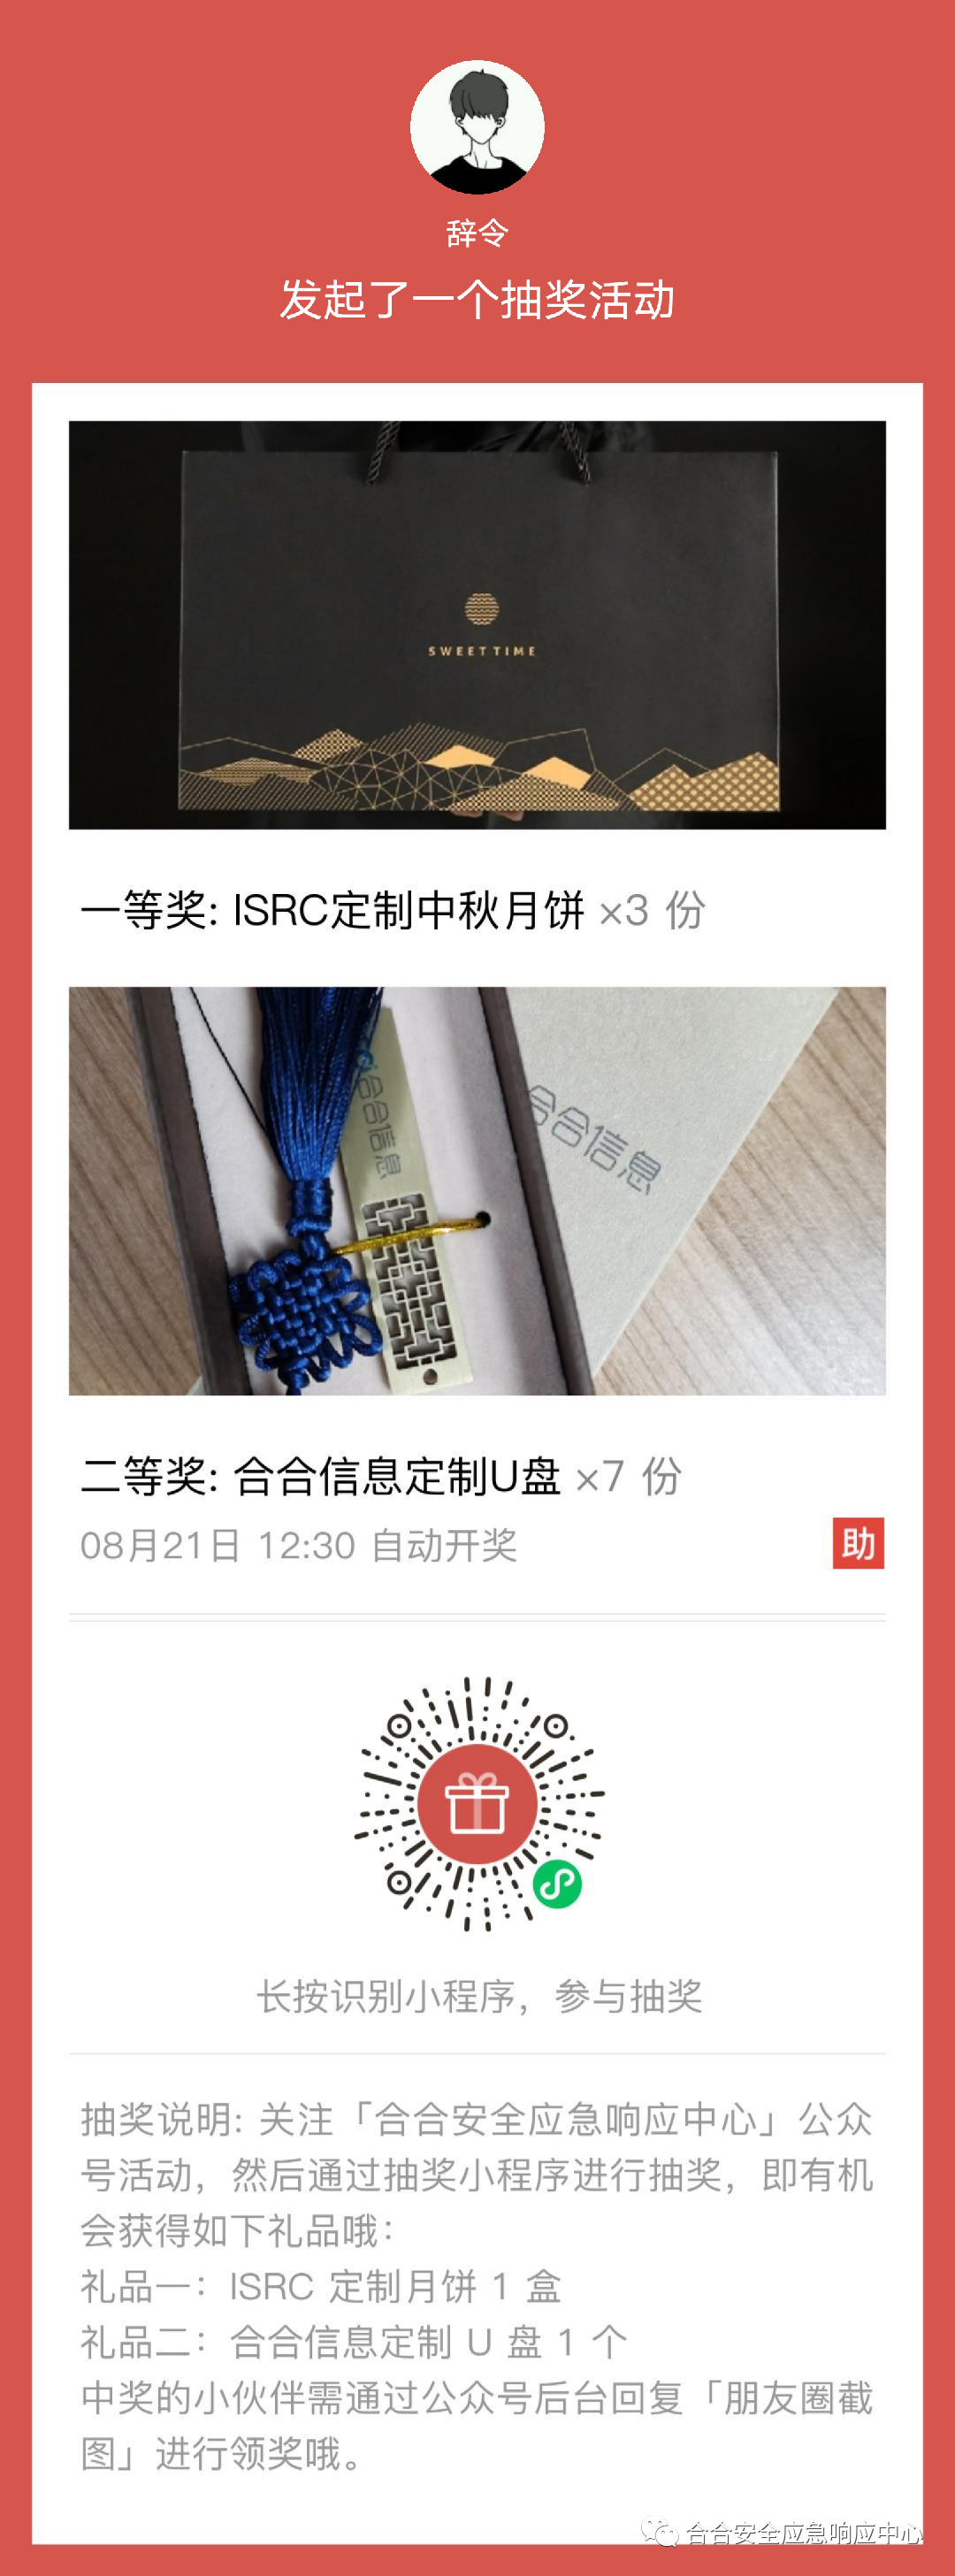 辞令
发起了一个抽奖活动
SWEET TIME
一等奖: ISRC定制中秋月饼 ×3 份
合合信息
合合信息
二等奖: 合合信息定制U盘 ×7 份
08月21日 12:30 自动开奖
助
长按识别小程序，参与抽奖
抽奖说明: 关注「合合安全应急响应中心」公众
号活动，然后通过抽奖小程序进行抽奖，即有机
会获得如下礼品哦：
礼品一：ISRC 定制月饼 1 盒
礼品二：合合信息定制 U 盘 1 个
中奖的小伙伴需通过公众号后台回复「朋友圈截
图」进行领奖哦。
合合安全应急响应中心